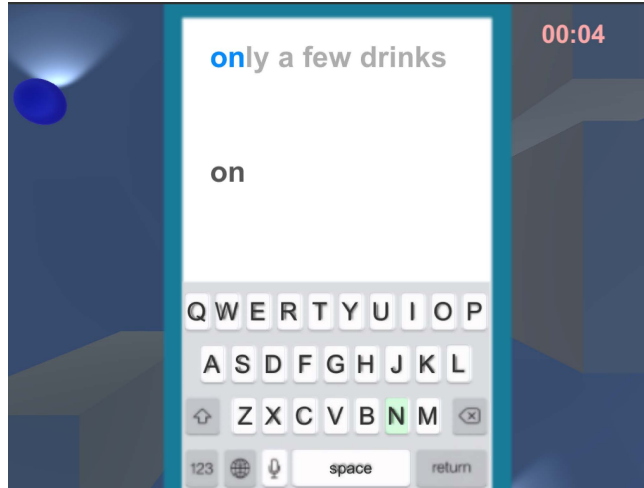 00:04
only a few drinks
on
Q W E R T Y U I O P
A S D F G H J K L
Z X C V B N M
123 space return